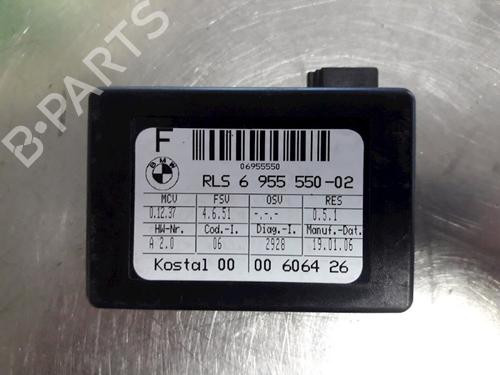 B-PARTS
F
BMW
06955550
RLS 6 955 550-02
MCV FSV OSV RES
0.12.37 4.6.51 -.-.- 0.5.1
HW-Nr. Cod.-I. Diag.-I. Manuf.-Dat.
A 2.0 06 2928 19.01.06
Kostal 00 00 6064 26